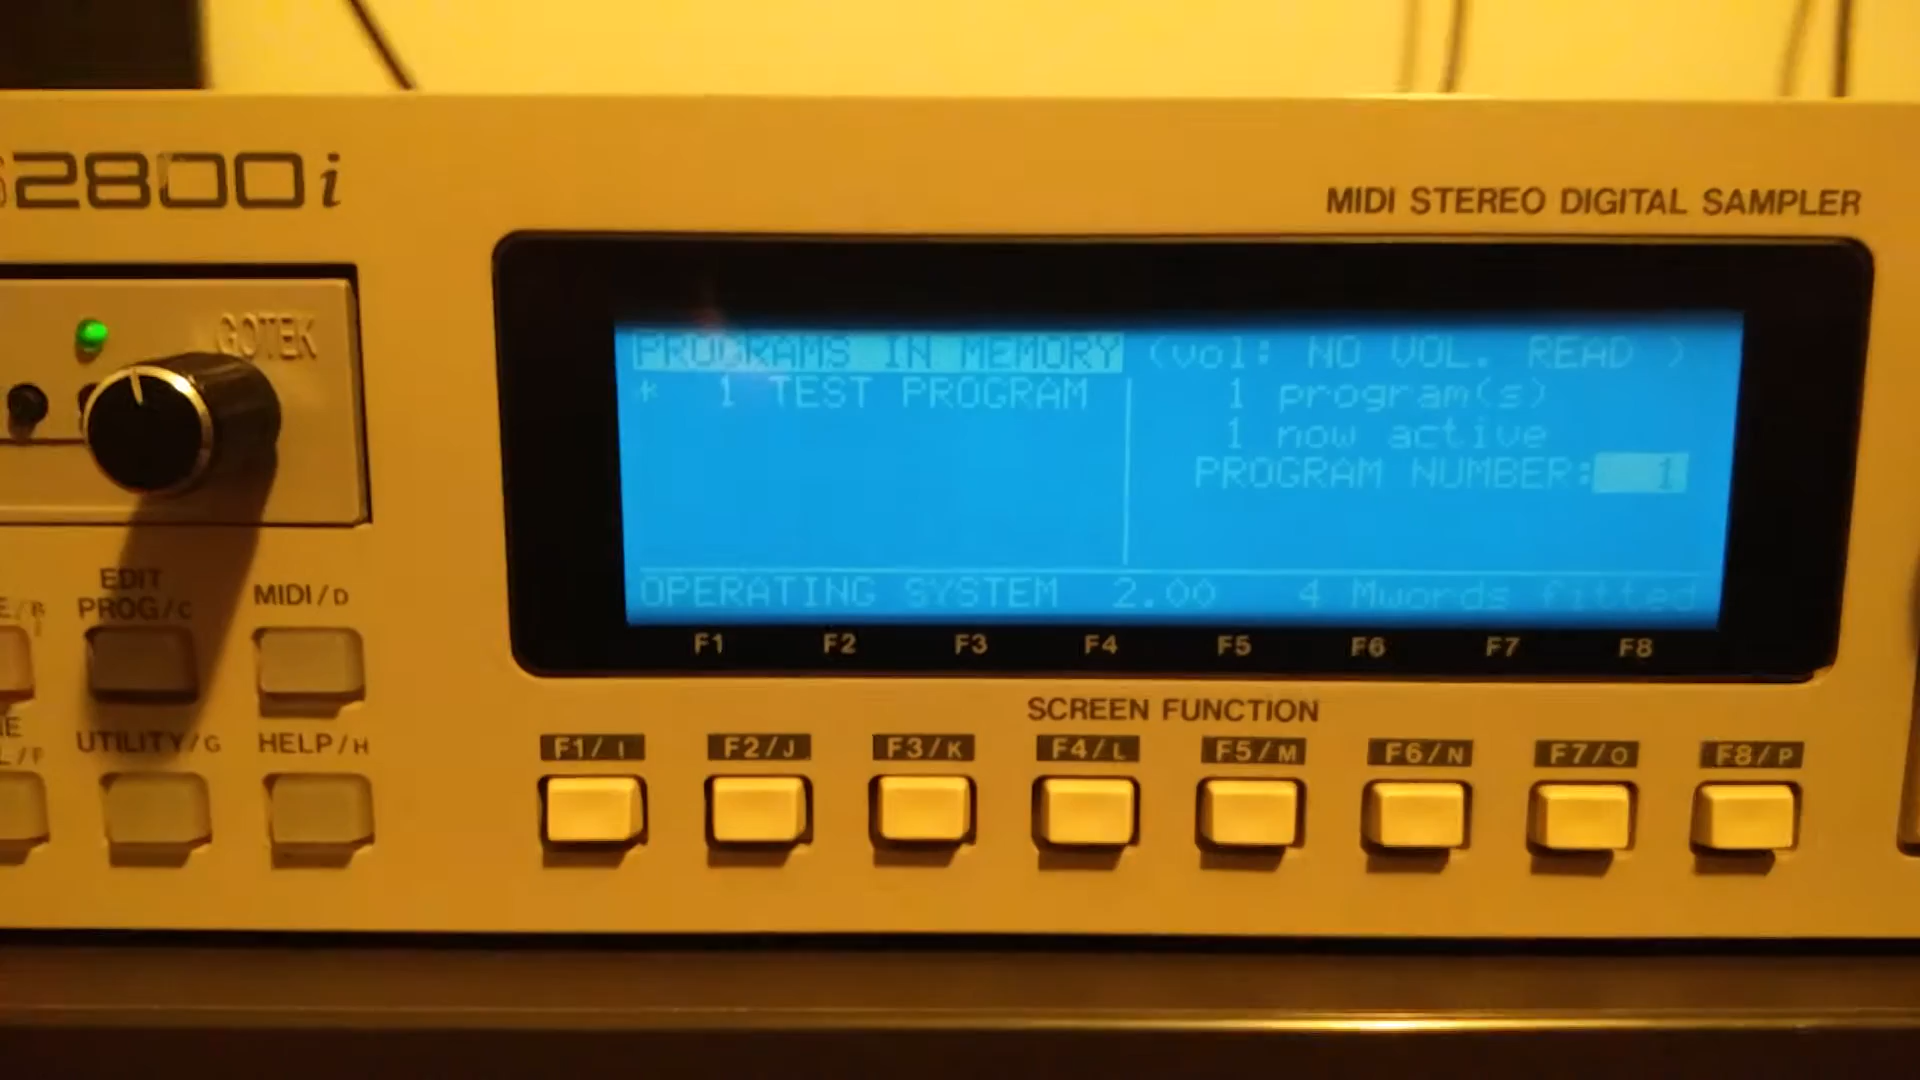 S2800i
MIDI STEREO DIGITAL SAMPLER
GOTEK
PROGRAMS IN MEMORY (vol: NO VOL. READ )
* 1 TEST PROGRAM
1 program(s)
1 now active
PROGRAM NUMBER: 1
OPERATING SYSTEM 2.00 4 Mwords fitted
F1 F2 F3 F4 F5 F6 F7 F8
SCREEN FUNCTION
F1/I F2/J F3/K F4/L F5/M F6/N F7/O F8/P
E/B
EDIT
PROG/C
MIDI/D
NE
L/F
UTILITY/G
HELP/H